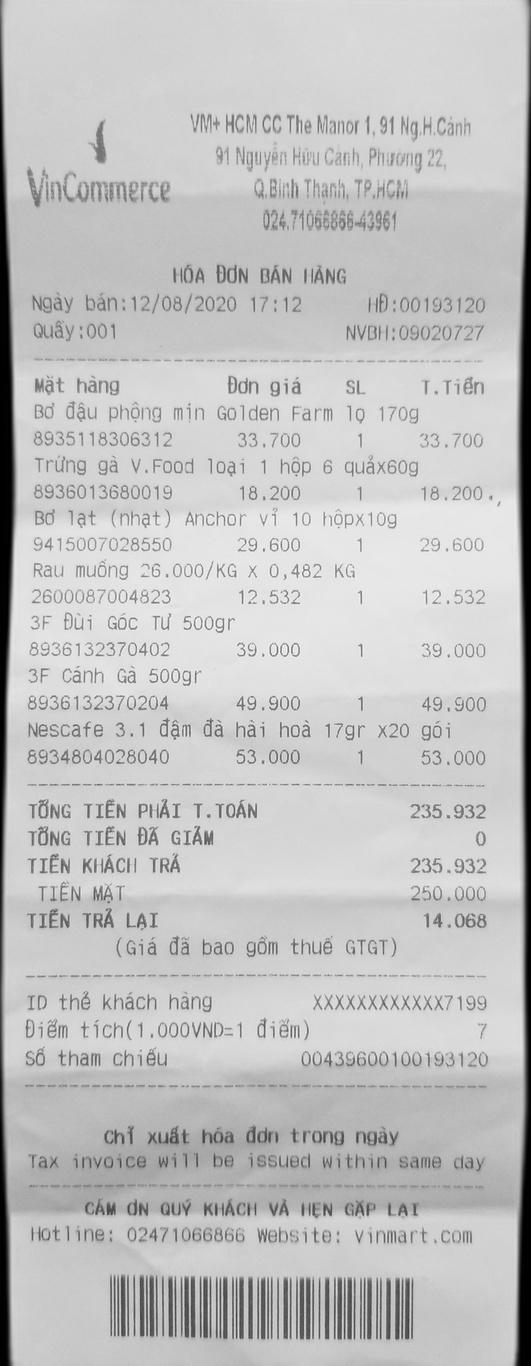 VinCommerce
VM+ HCM CC The Manor 1, 91 Ng.H.Cảnh
91 Nguyễn Hữu Cảnh, Phường 22,
Q.Bình Thạnh, TP.HCM
024.71066866-43961
HÓA ĐƠN BÁN HÀNG
Ngày bán:12/08/2020 17:12 HĐ:00193120
Quầy:001 NVBH:09020727
Mặt hàng Đơn giá SL T.Tiền
Bơ đậu phộng mịn Golden Farm lọ 170g
8935118306312 33.700 1 33.700
Trứng gà V.Food loại 1 hộp 6 quảx60g
8936013680019 18.200 1 18.200
Bơ lạt (nhạt) Anchor vỉ 10 hộpx10g
9415007028550 29.600 1 29.600
Rau muống 26.000/KG X 0,482 KG
2600087004823 12.532 1 12.532
3F Đùi Góc Tư 500gr
8936132370402 39.000 1 39.000
3F Cánh Gà 500gr
8936132370204 49.900 1 49.900
Nescafe 3.1 đậm đà hài hoà 17gr x20 gói
8934804028040 53.000 1 53.000
TỔNG TIỀN PHẢI T.TOÁN 235.932
TỔNG TIỀN ĐÃ GIẢM 0
TIỀN KHÁCH TRẢ 235.932
TIỀN MẶT 250.000
TIỀN TRẢ LẠI 14.068
(Giá đã bao gồm thuế GTGT)
ID thẻ khách hàng XXXXXXXXXXXX7199
Điểm tích(1.000VND=1 điểm) 7
Số tham chiếu 00439600100193120
Chỉ xuất hóa đơn trong ngày
Tax invoice will be issued within same day
CẢM ƠN QUÝ KHÁCH VÀ HẸN GẶP LẠI
Hotline: 02471066866 Website: vinmart.com